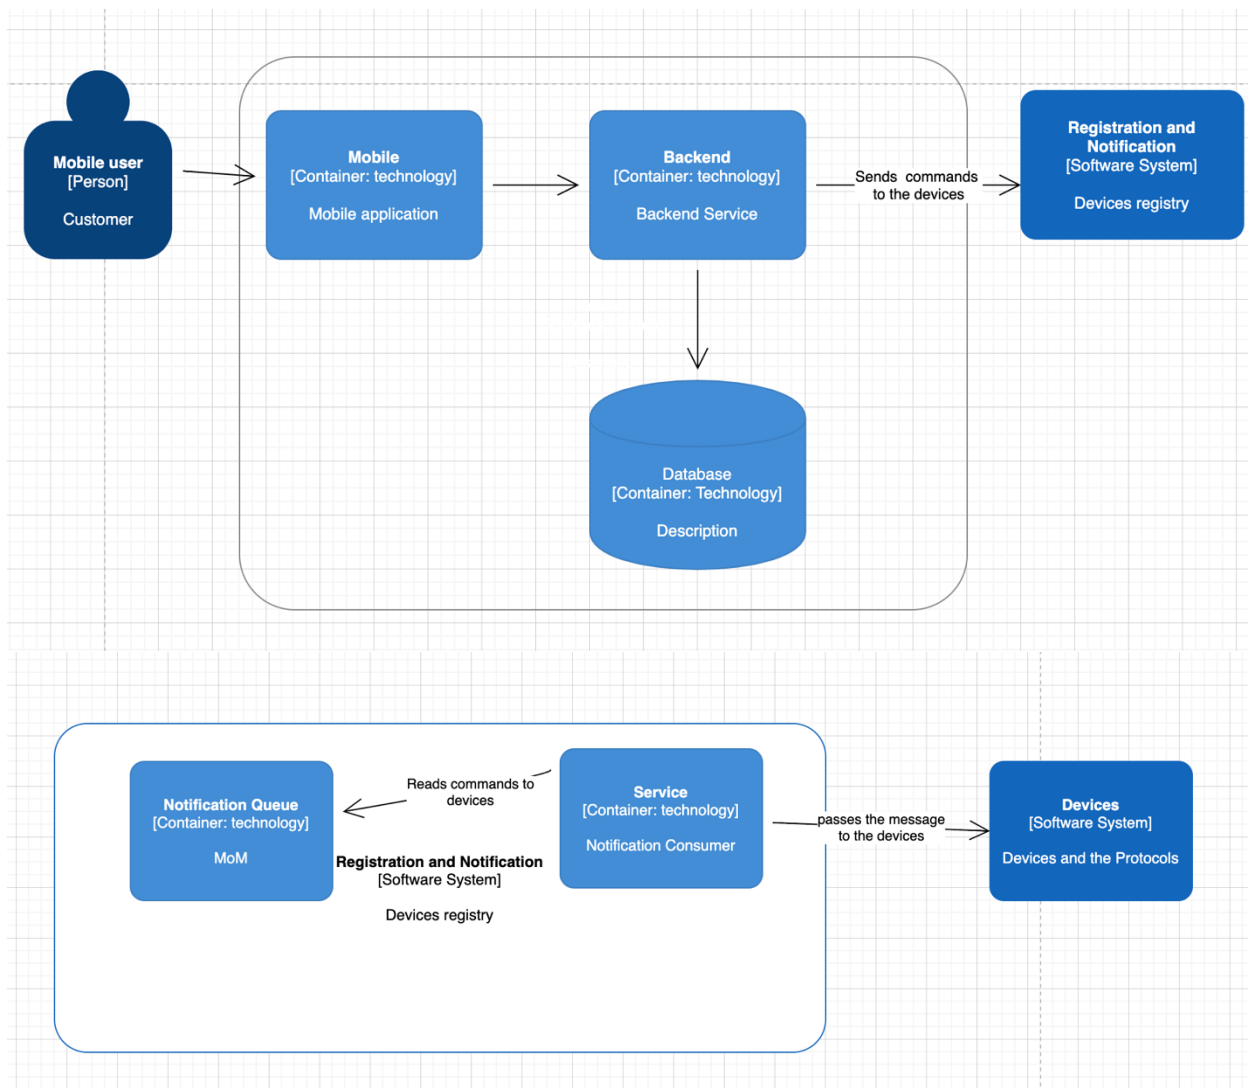 Mobile user
[Person]
Customer
Mobile
[Container: technology]
Mobile application
Backend
[Container: technology]
Backend Service
Sends commands
to the devices
Registration and
Notification
[Software System]
Devices registry
Database
[Container: Technology]
Description
Notification Queue
[Container: technology]
MoM
Reads commands to
devices
Registration and Notification
[Software System]
Devices registry
Service
[Container: technology]
Notification Consumer
passes the message
to the devices
Devices
[Software System]
Devices and the Protocols